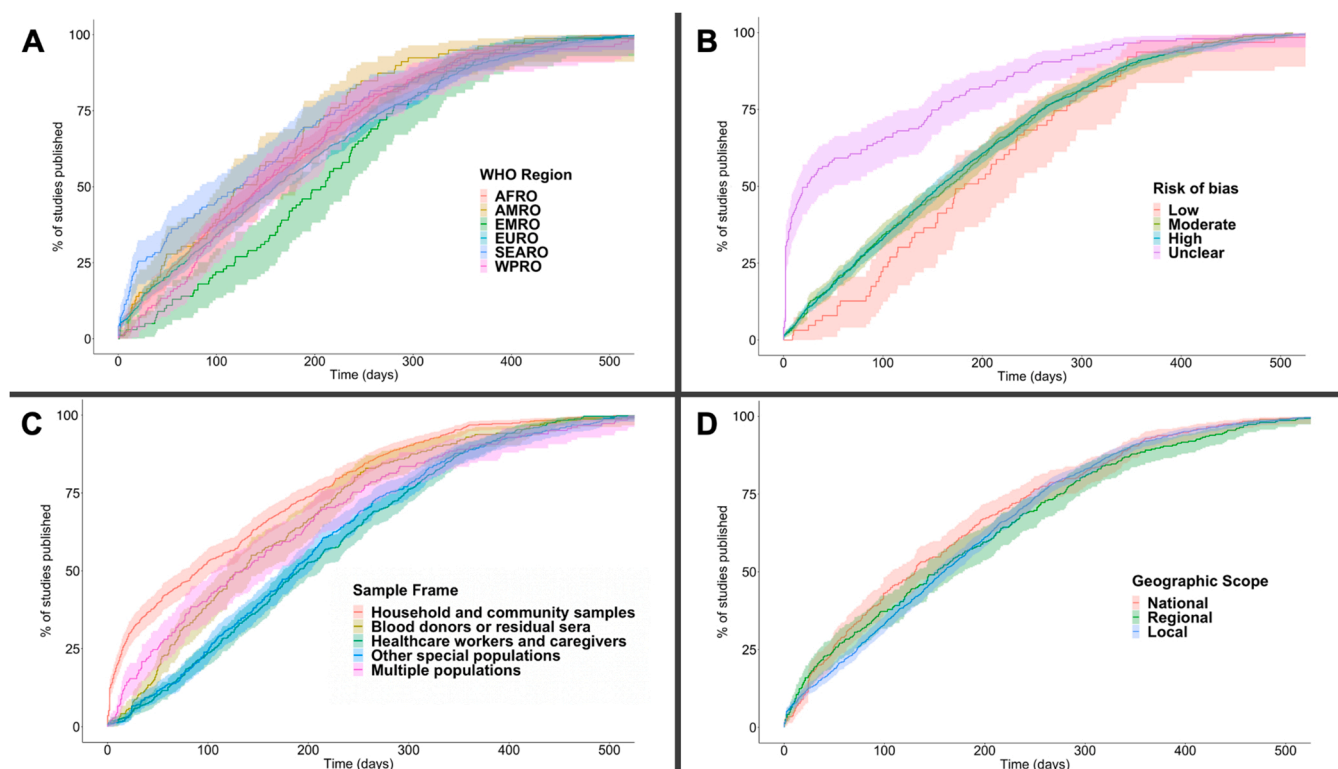 A
100
75
50
25
0
% of studies published
WHO Region
AFRO
AMRO
EMRO
EURO
SEARO
WPRO
0 100 200 300 400 500
Time (days)
B
100
75
50
25
0
% of studies published
Risk of bias
Low
Moderate
High
Unclear
0 100 200 300 400 500
Time (days)
C
100
75
50
25
0
% of studies published
Sample Frame
Household and community samples
Blood donors or residual sera
Healthcare workers and caregivers
Other special populations
Multiple populations
0 100 200 300 400 500
Time (days)
D
100
75
50
25
0
% of studies published
Geographic Scope
National
Regional
Local
0 100 200 300 400 500
Time (days)